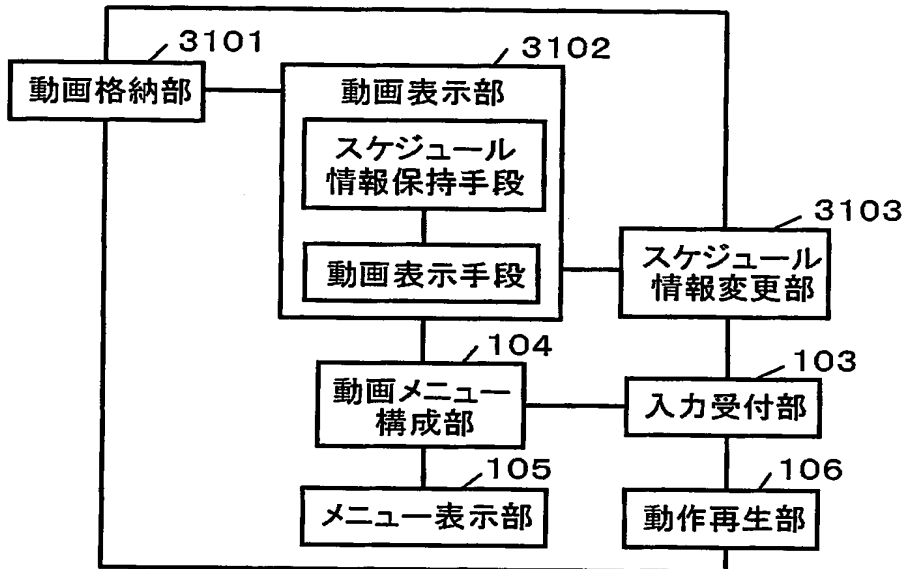 3101
動画格納部
3102
動画表示部
スケジュール
情報保持手段
動画表示手段
3103
スケジュール
情報変更部
104
動画メニュー
構成部
103
入力受付部
105
メニュー表示部
106
動作再生部